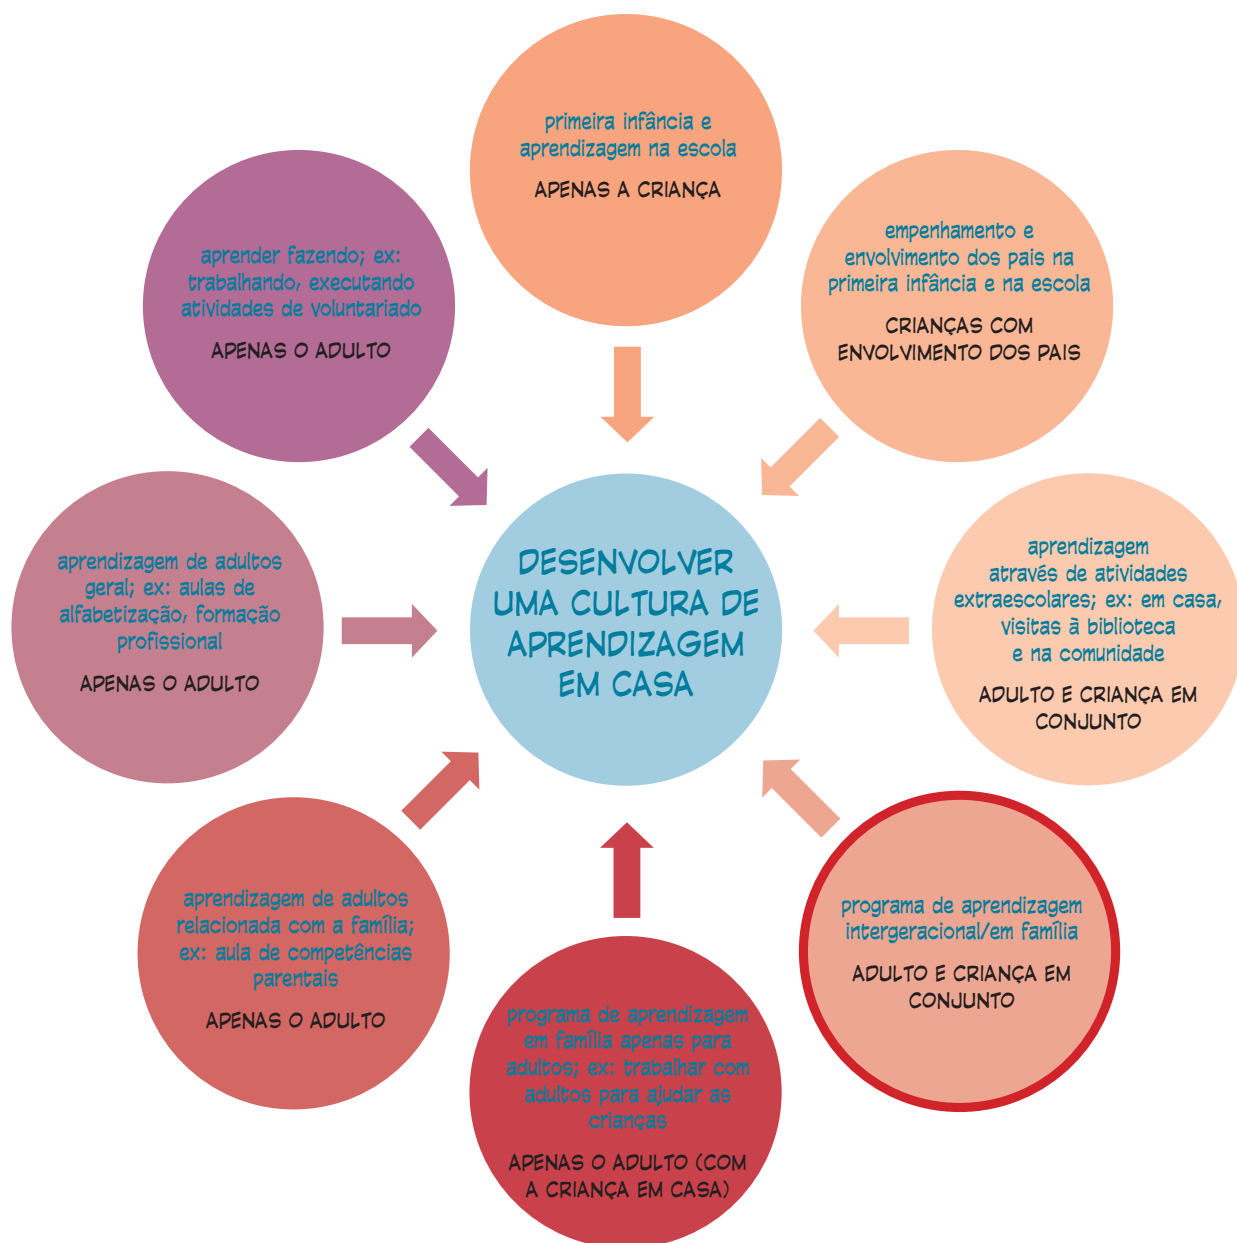 primeira infância e
aprendizagem na escola
APENAS A CRIANÇA
empenhamento e
envolvimento dos pais na
primeira infância e na escola
CRIANÇAS COM
ENVOLVIMENTO DOS PAIS
aprendizagem
através de atividades
extraescolares; ex: em casa,
visitas à biblioteca
e na comunidade
ADULTO E CRIANÇA EM
CONJUNTO
programa de aprendizagem
intergeracional/em família
ADULTO E CRIANÇA EM
CONJUNTO
programa de aprendizagem
em família apenas para
adultos; ex: trabalhar com
adultos para ajudar as
crianças
APENAS O ADULTO (COM
A CRIANÇA EM CASA)
aprendizagem de adultos
relacionada com a família;
ex: aula de competências
parentais
APENAS O ADULTO
aprendizagem de adultos
geral; ex: aulas de
alfabetização, formação
profissional
APENAS O ADULTO
aprender fazendo; ex:
trabalhando, executando
atividades de voluntariado
APENAS O ADULTO
DESENVOLVER
UMA CULTURA DE
APRENDIZAGEM
EM CASA